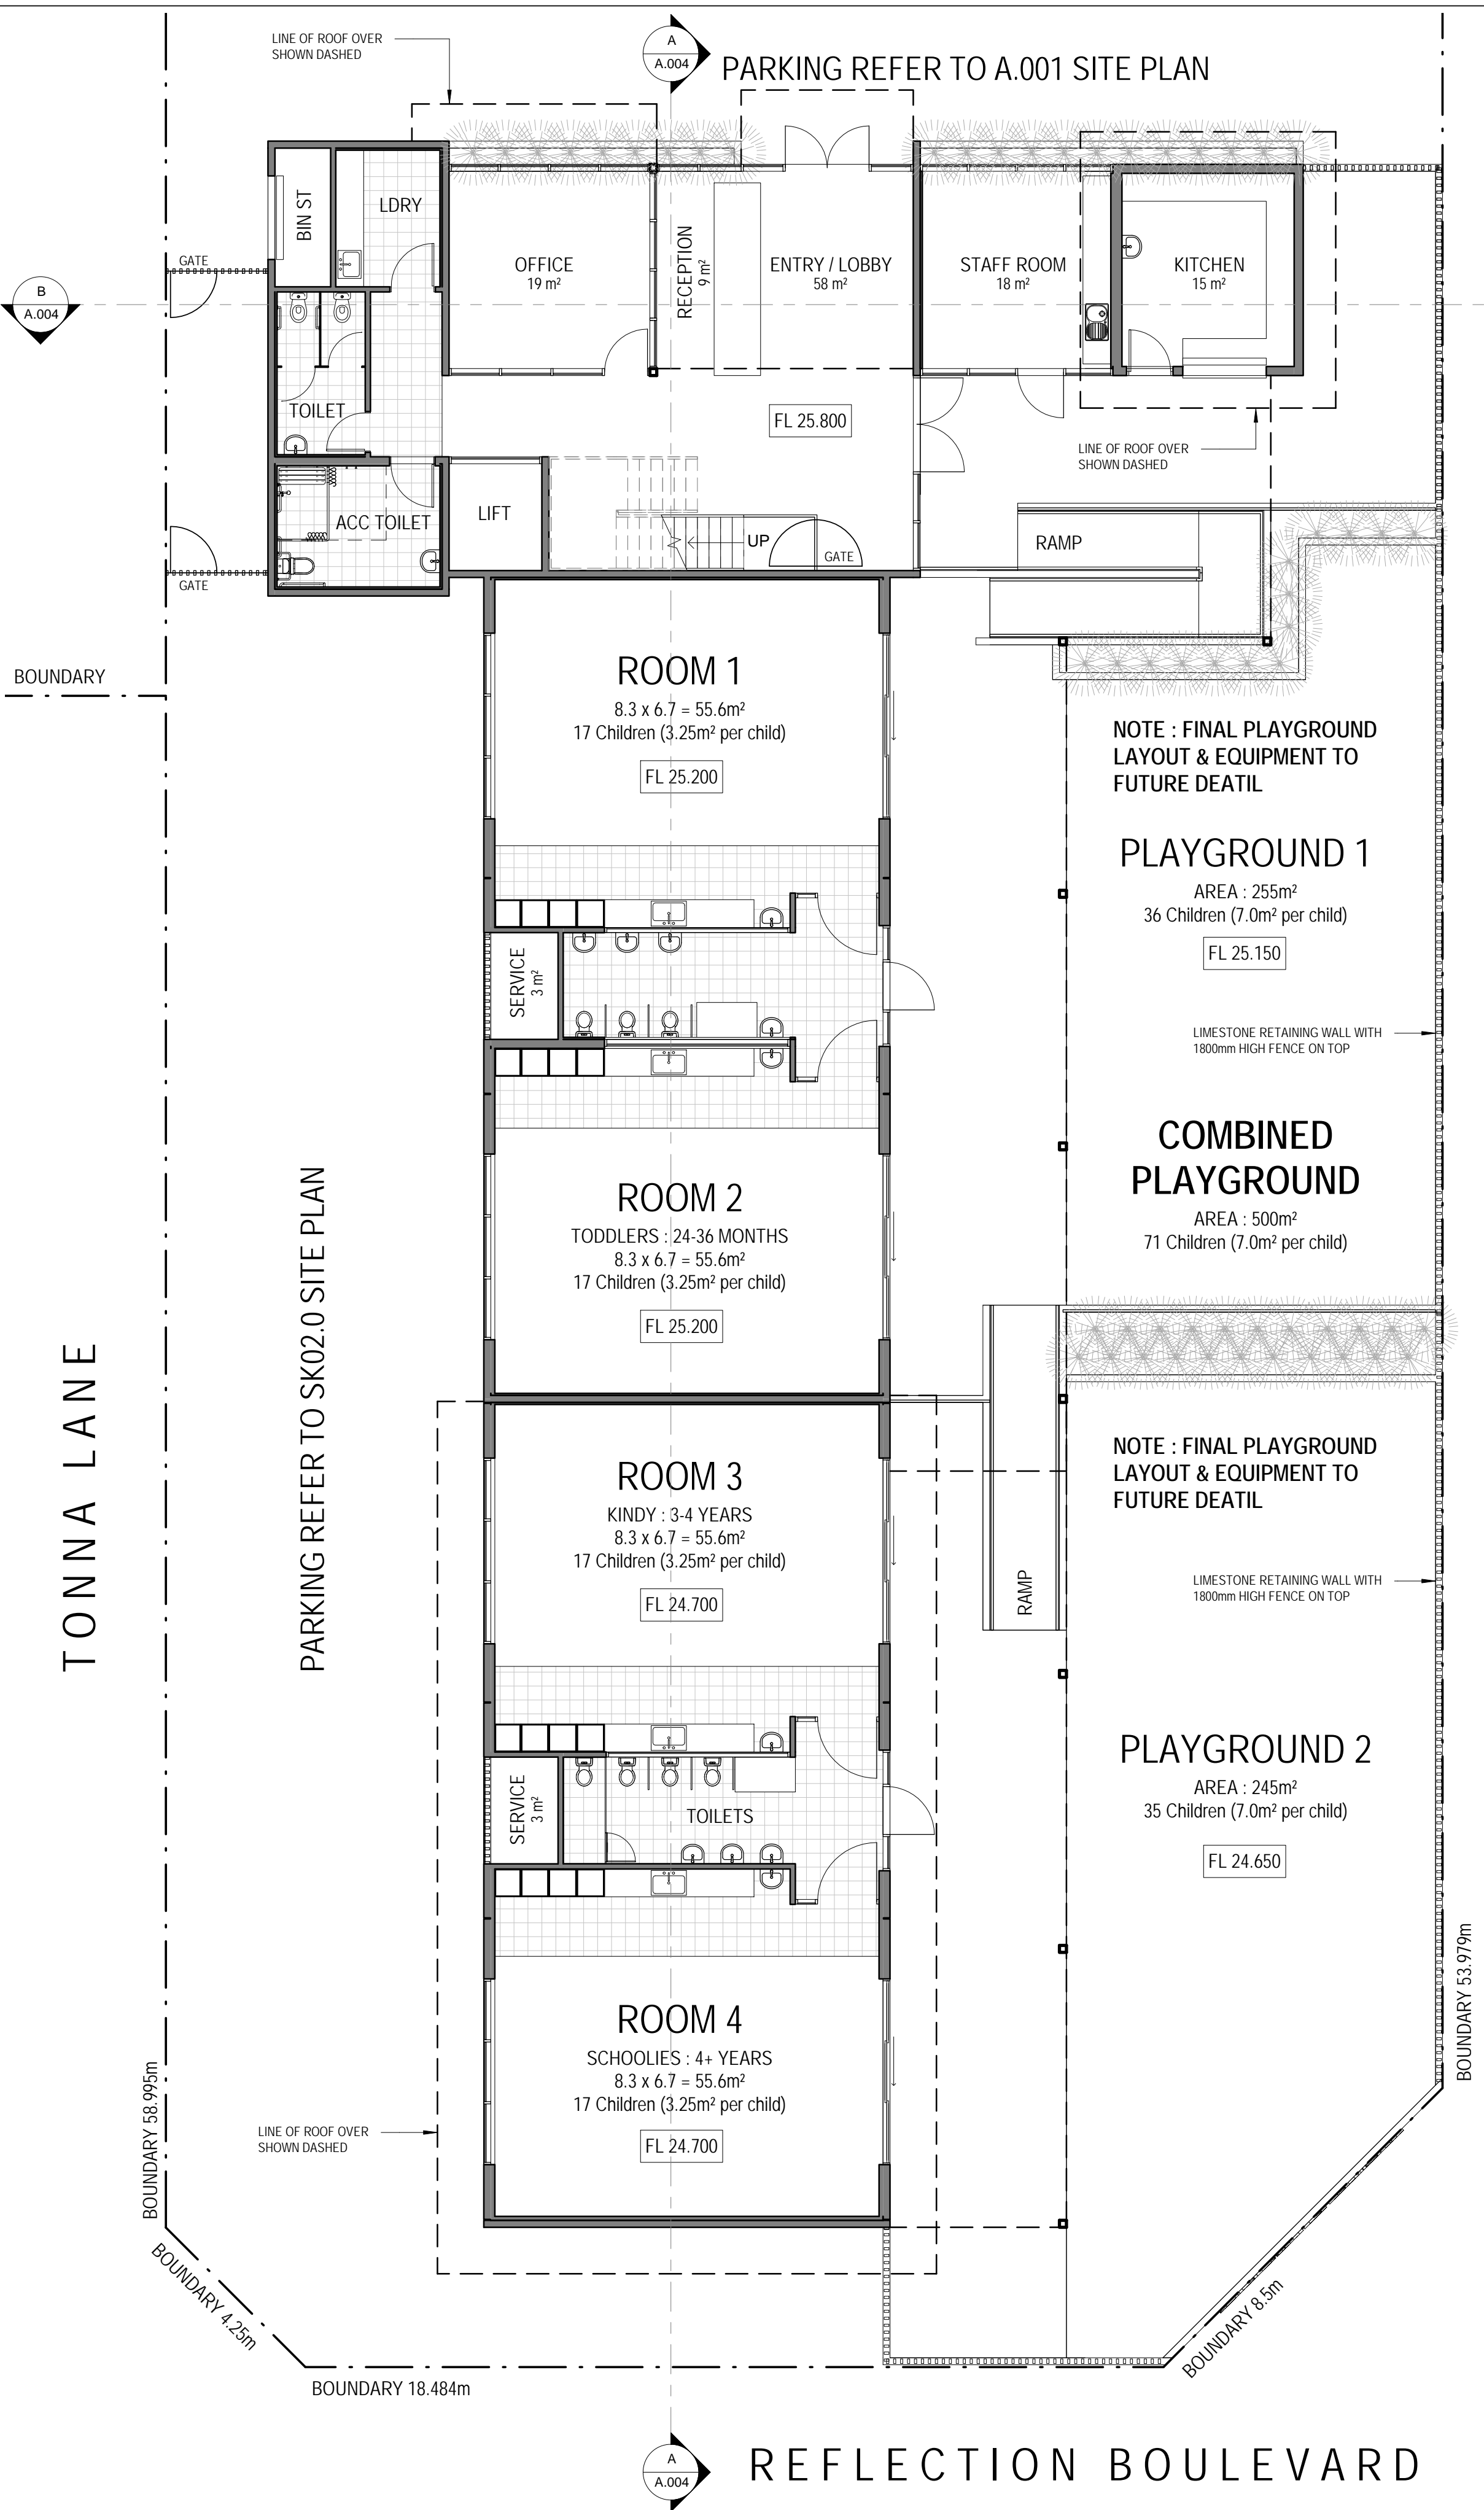 LINE OF ROOF OVER
SHOWN DASHED
A
A.004
PARKING REFER TO A.001 SITE PLAN
BIN ST
LDRY
GATE
OFFICE
19 m²
RECEPTION
9 m²
ENTRY / LOBBY
58 m²
STAFF ROOM
18 m²
KITCHEN
15 m²
B
A.004
TOILET
FL 25.800
LINE OF ROOF OVER
SHOWN DASHED
ACC TOILET
LIFT
UP
GATE
RAMP
GATE
BOUNDARY
ROOM 1
8.3 x 6.7 = 55.6m²
17 Children (3.25m² per child)
FL 25.200
NOTE : FINAL PLAYGROUND
LAYOUT & EQUIPMENT TO
FUTURE DEATIL
PLAYGROUND 1
AREA : 255m²
36 Children (7.0m² per child)
FL 25.150
SERVICE
3 m²
LIMESTONE RETAINING WALL WITH
1800mm HIGH FENCE ON TOP
COMBINED
PLAYGROUND
AREA : 500m²
71 Children (7.0m² per child)
ROOM 2
TODDLERS : 24-36 MONTHS
8.3 x 6.7 = 55.6m²
17 Children (3.25m² per child)
FL 25.200
TONNA LANE
PARKING REFER TO SK02.0 SITE PLAN
ROOM 3
KINDY : 3-4 YEARS
8.3 x 6.7 = 55.6m²
17 Children (3.25m² per child)
FL 24.700
RAMP
NOTE : FINAL PLAYGROUND
LAYOUT & EQUIPMENT TO
FUTURE DEATIL
LIMESTONE RETAINING WALL WITH
1800mm HIGH FENCE ON TOP
PLAYGROUND 2
AREA : 245m²
35 Children (7.0m² per child)
FL 24.650
SERVICE
3 m²
TOILETS
ROOM 4
SCHOOLIES : 4+ YEARS
8.3 x 6.7 = 55.6m²
17 Children (3.25m² per child)
FL 24.700
LINE OF ROOF OVER
SHOWN DASHED
BOUNDARY 58.995m
BOUNDARY 53.979m
BOUNDARY 4.25m
BOUNDARY 8.5m
BOUNDARY 18.484m
A
A.004
REFLECTION BOULEVARD